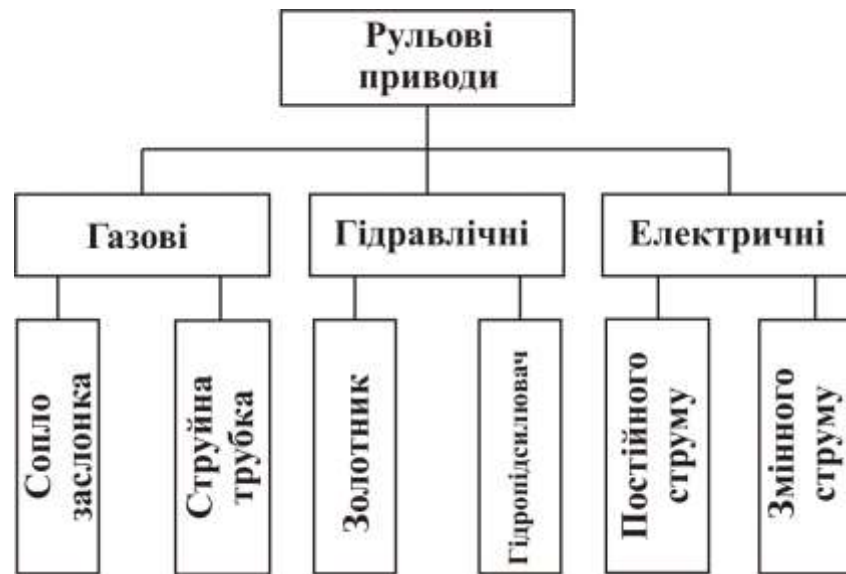 Рульові
приводи
Газові
Гідравлічні
Електричні
Сопло
заслонка
Струйна
трубка
Золотник
Гідропідсилювач
Постійного
струму
Змінного
струму